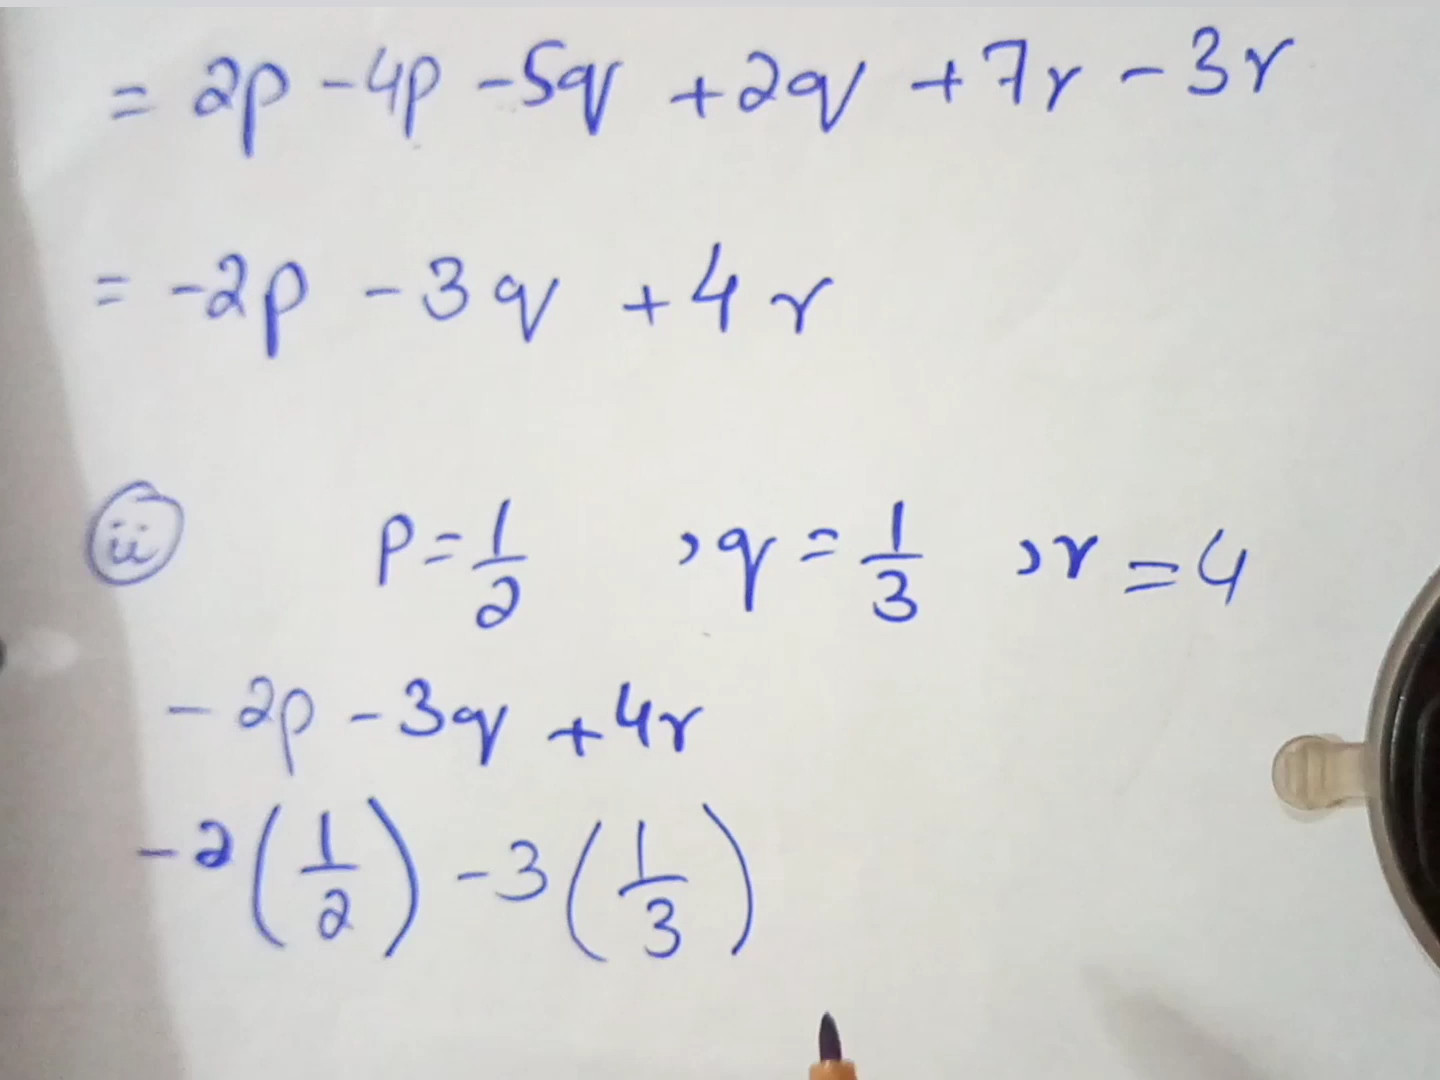 = 2p - 4p - 5q + 2q + 7r - 3r
= -2p - 3q + 4r
ii p = 1/2 , q = 1/3 , r = 4
- 2p - 3q + 4r
- 2 (1/2) - 3 (1/3)